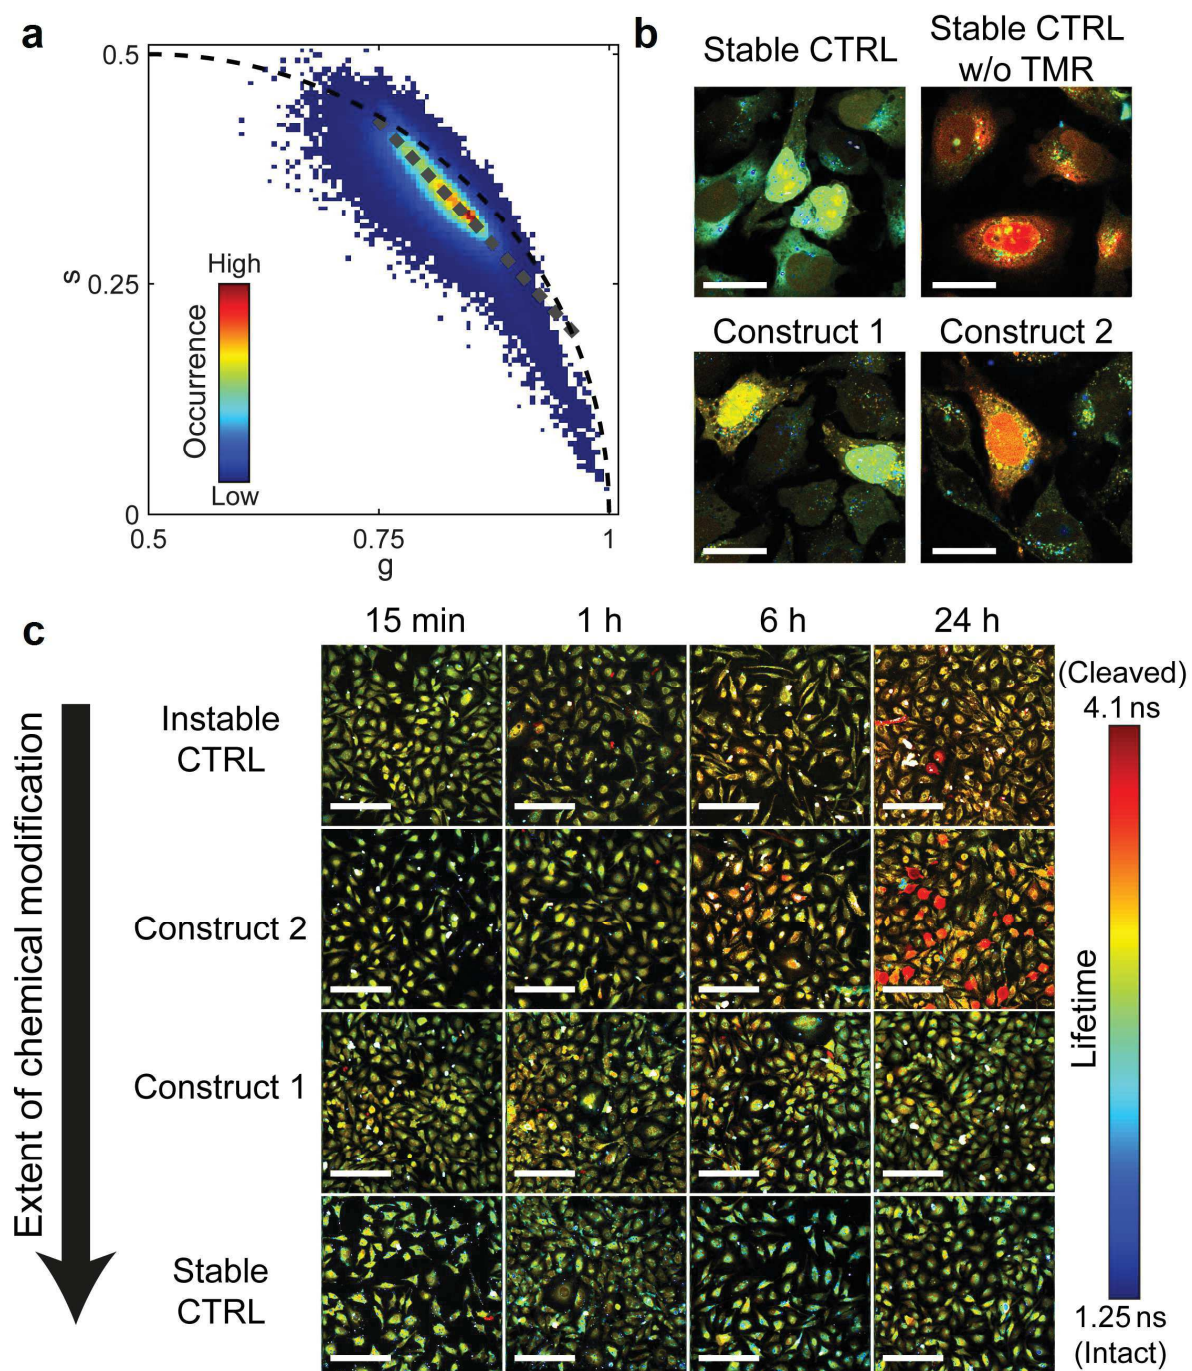 a
0.5
0.25
0
s
High
Occurrence
Low
0.5
0.75
1
g
b
Stable CTRL
Stable CTRL
w/o TMR
Construct 1
Construct 2
c
15 min
1 h
6 h
24 h
Extent of chemical modification
Instable
CTRL
Construct 2
Construct 1
Stable
CTRL
(Cleaved)
4.1 ns
Lifetime
1.25 ns
(Intact)